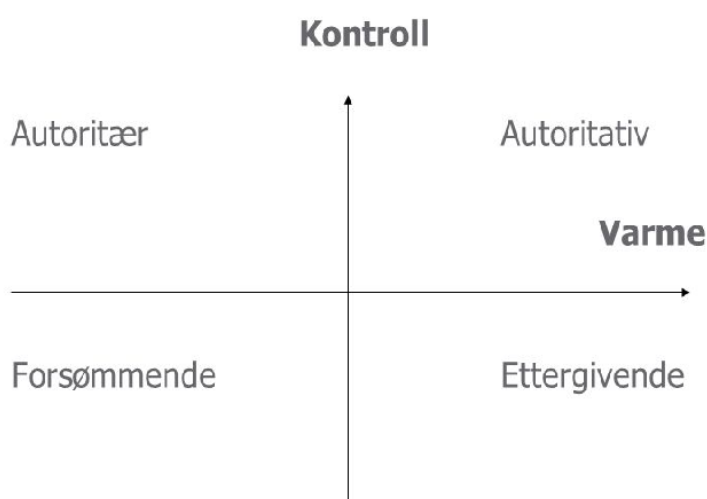 Kontroll
Autoritær
Autoritativ
Varme
Forsømmende
Ettergivende